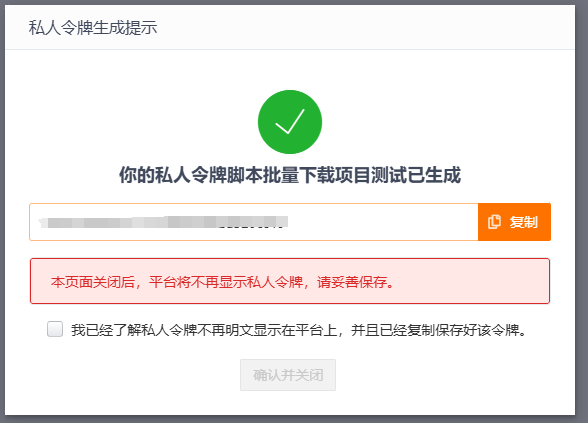 私人令牌生成提示
你的私人令牌脚本批量下载项目测试已生成
复制
本页面关闭后，平台将不再显示私人令牌，请妥善保存。
我已经了解私人令牌不再明文显示在平台上，并且已经复制保存好该令牌。
确认并关闭